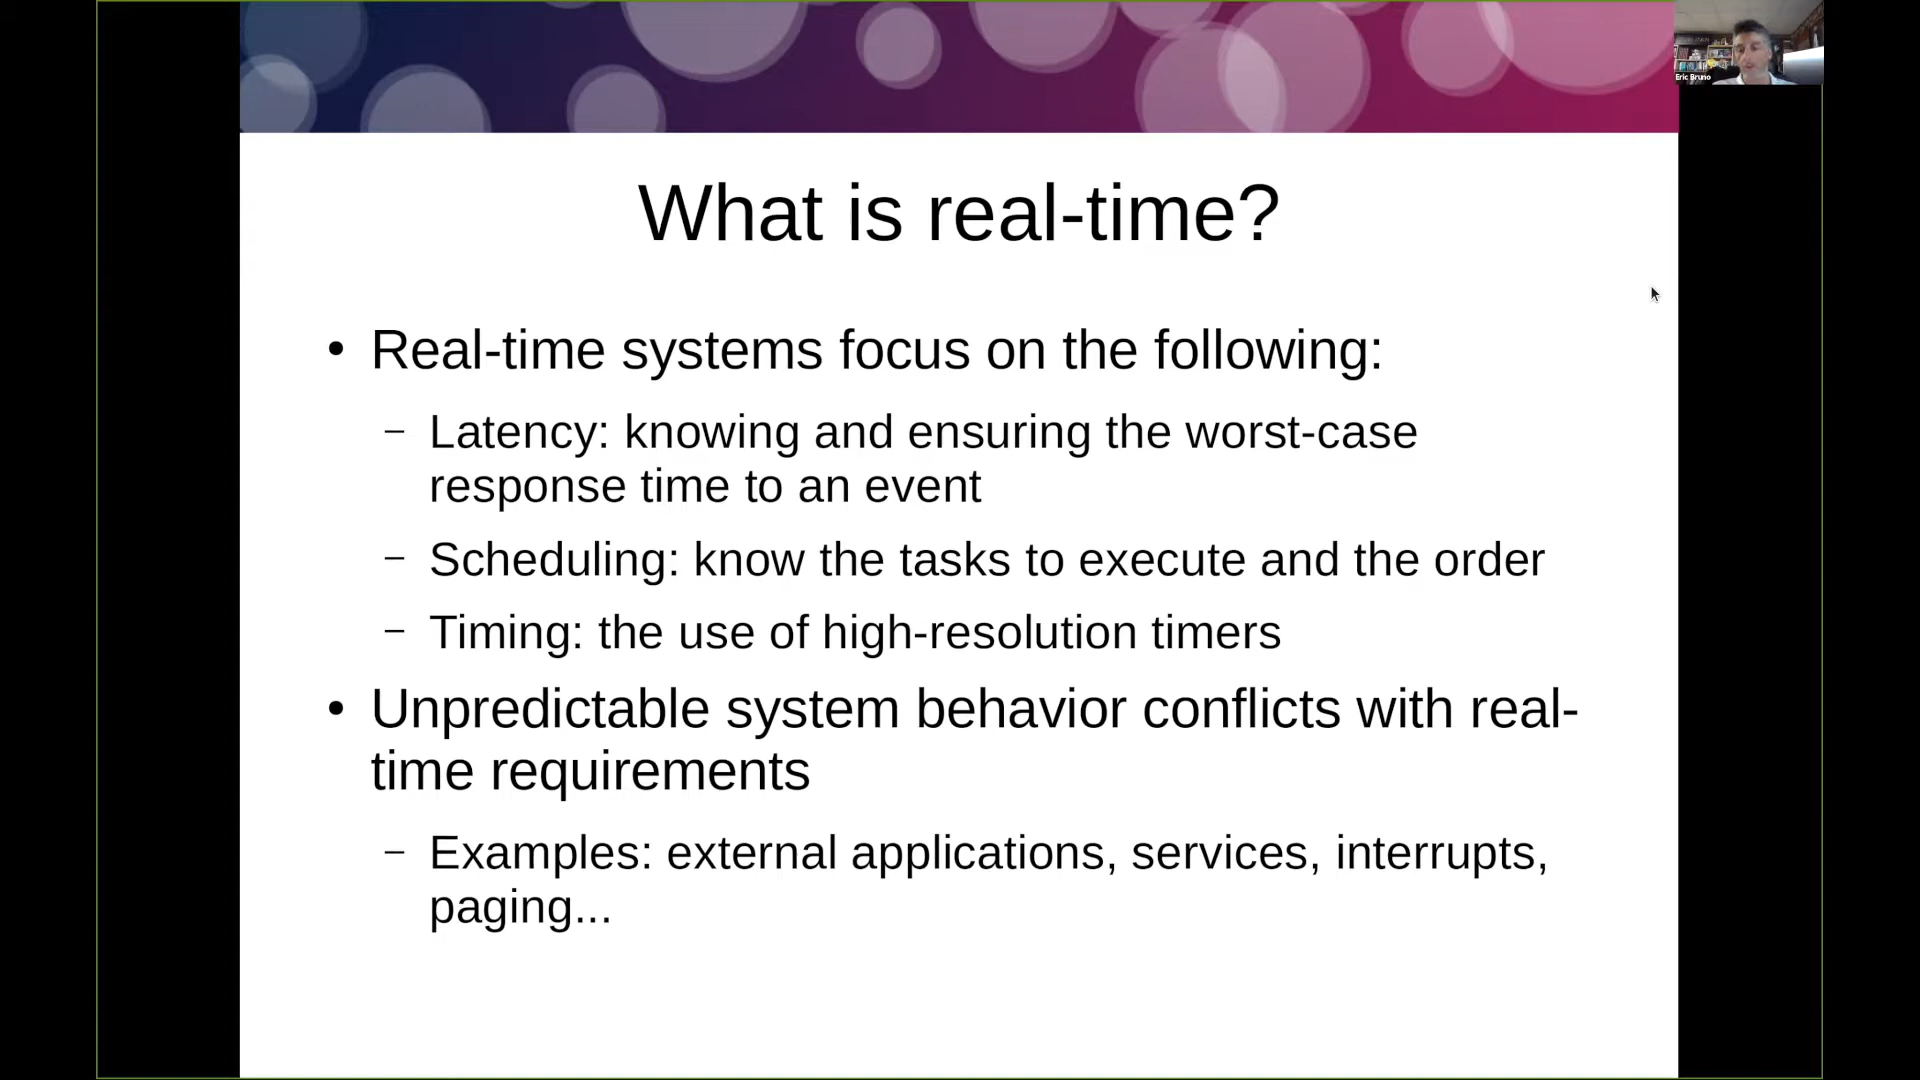 Eric Bruno
What is real-time?
• Real-time systems focus on the following:
– Latency: knowing and ensuring the worst-case
response time to an event
– Scheduling: know the tasks to execute and the order
– Timing: the use of high-resolution timers
• Unpredictable system behavior conflicts with real-
time requirements
– Examples: external applications, services, interrupts,
paging...